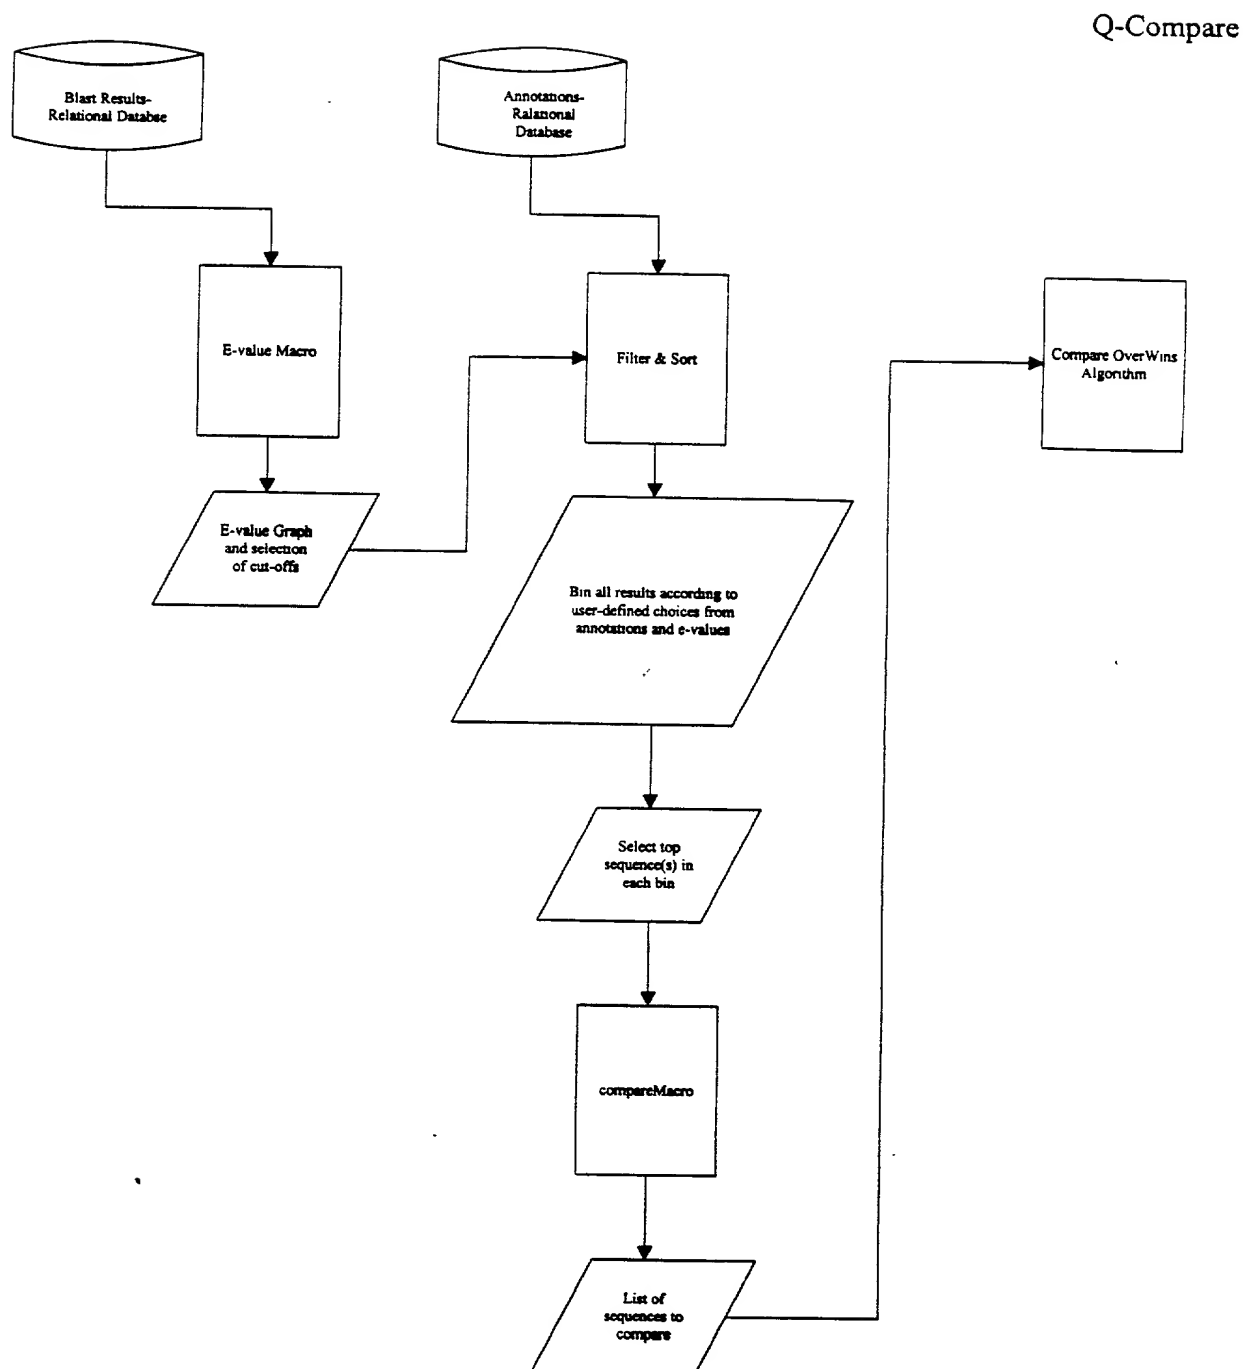 Q-Compare
Blast Results-
Relational Databse
Annotations-
Ralational
Database
E-value Macro
Filter & Sort
Compare OverWins
Algorithm
E-value Graph
and selection
of cut-offs
Bin all results according to
user-defined choices from
annotations and e-values
Select top
sequence(s) in
each bin
compareMacro
List of
sequences to
compare